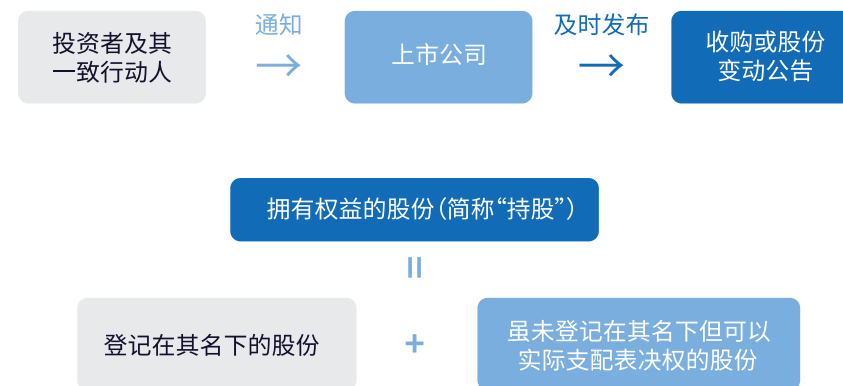 投资者及其
一致行动人
通知
上市公司
及时发布
收购或股份
变动公告
拥有权益的股份(简称“持股”)
=
登记在其名下的股份
+
虽未登记在其名下但可以
实际支配表决权的股份